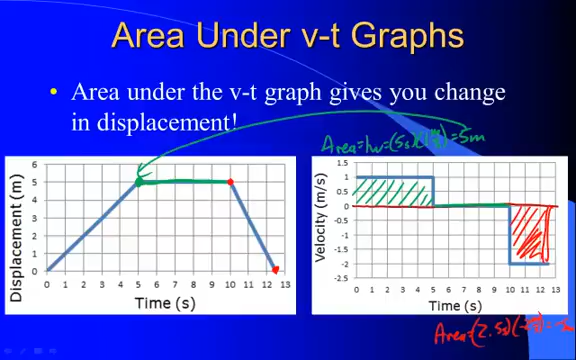 Area Under v-t Graphs
• Area under the v-t graph gives you change
in displacement!
Area=hw=(5s)(1m/s)=5m
Displacement (m)
6
5
4
3
2
1
0
0 1 2 3 4 5 6 7 8 9 10 11 12 13
Time (s)
Velocity (m/s)
1.5
1
0.5
0
-0.5
-1
-1.5
-2
-2.5
0 1 2 3 4 5 6 7 8 9 10 11 12 13
Time (s)
Area=(2.5s)